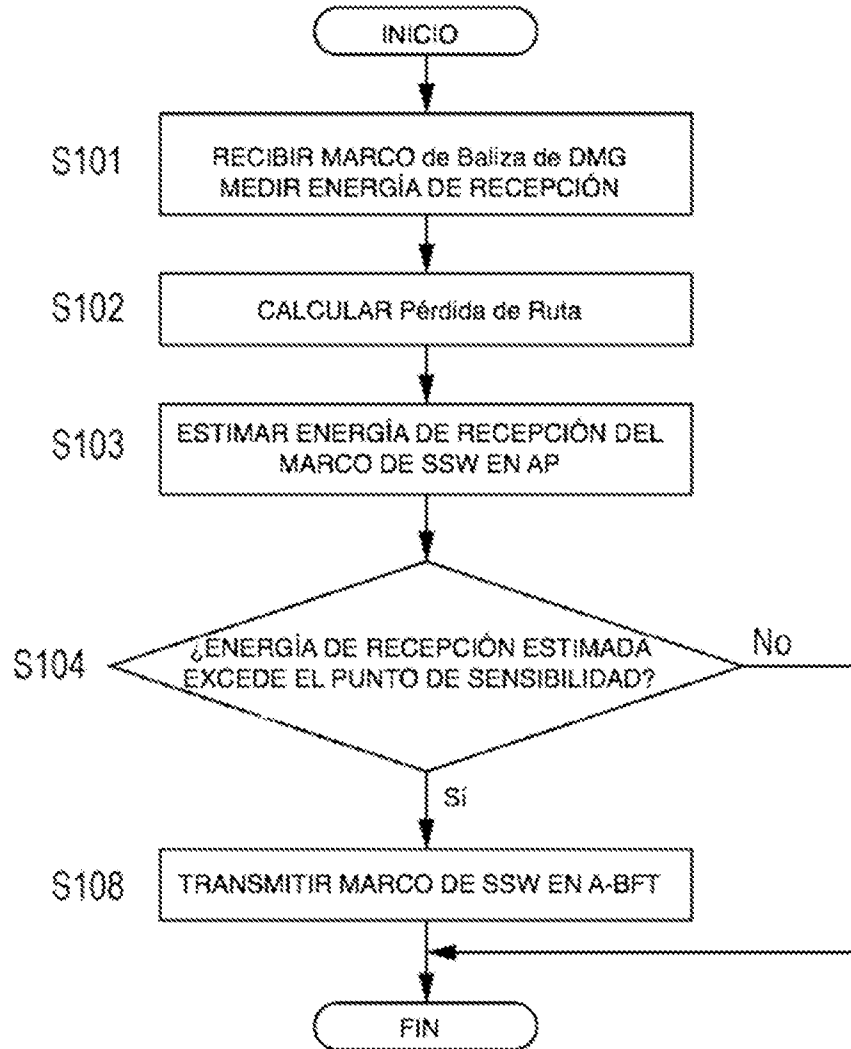 INICIO
S101
RECIBIR MARCO de Baliza de DMG
MEDIR ENERGÍA DE RECEPCIÓN
S102
CALCULAR Pérdida de Ruta
S103
ESTIMAR ENERGÍA DE RECEPCIÓN DEL
MARCO DE SSW EN AP
S104
¿ENERGÍA DE RECEPCIÓN ESTIMADA
EXCEDE EL PUNTO DE SENSIBILIDAD?
No
Sí
S108
TRANSMITIR MARCO DE SSW EN A-BFT
FIN